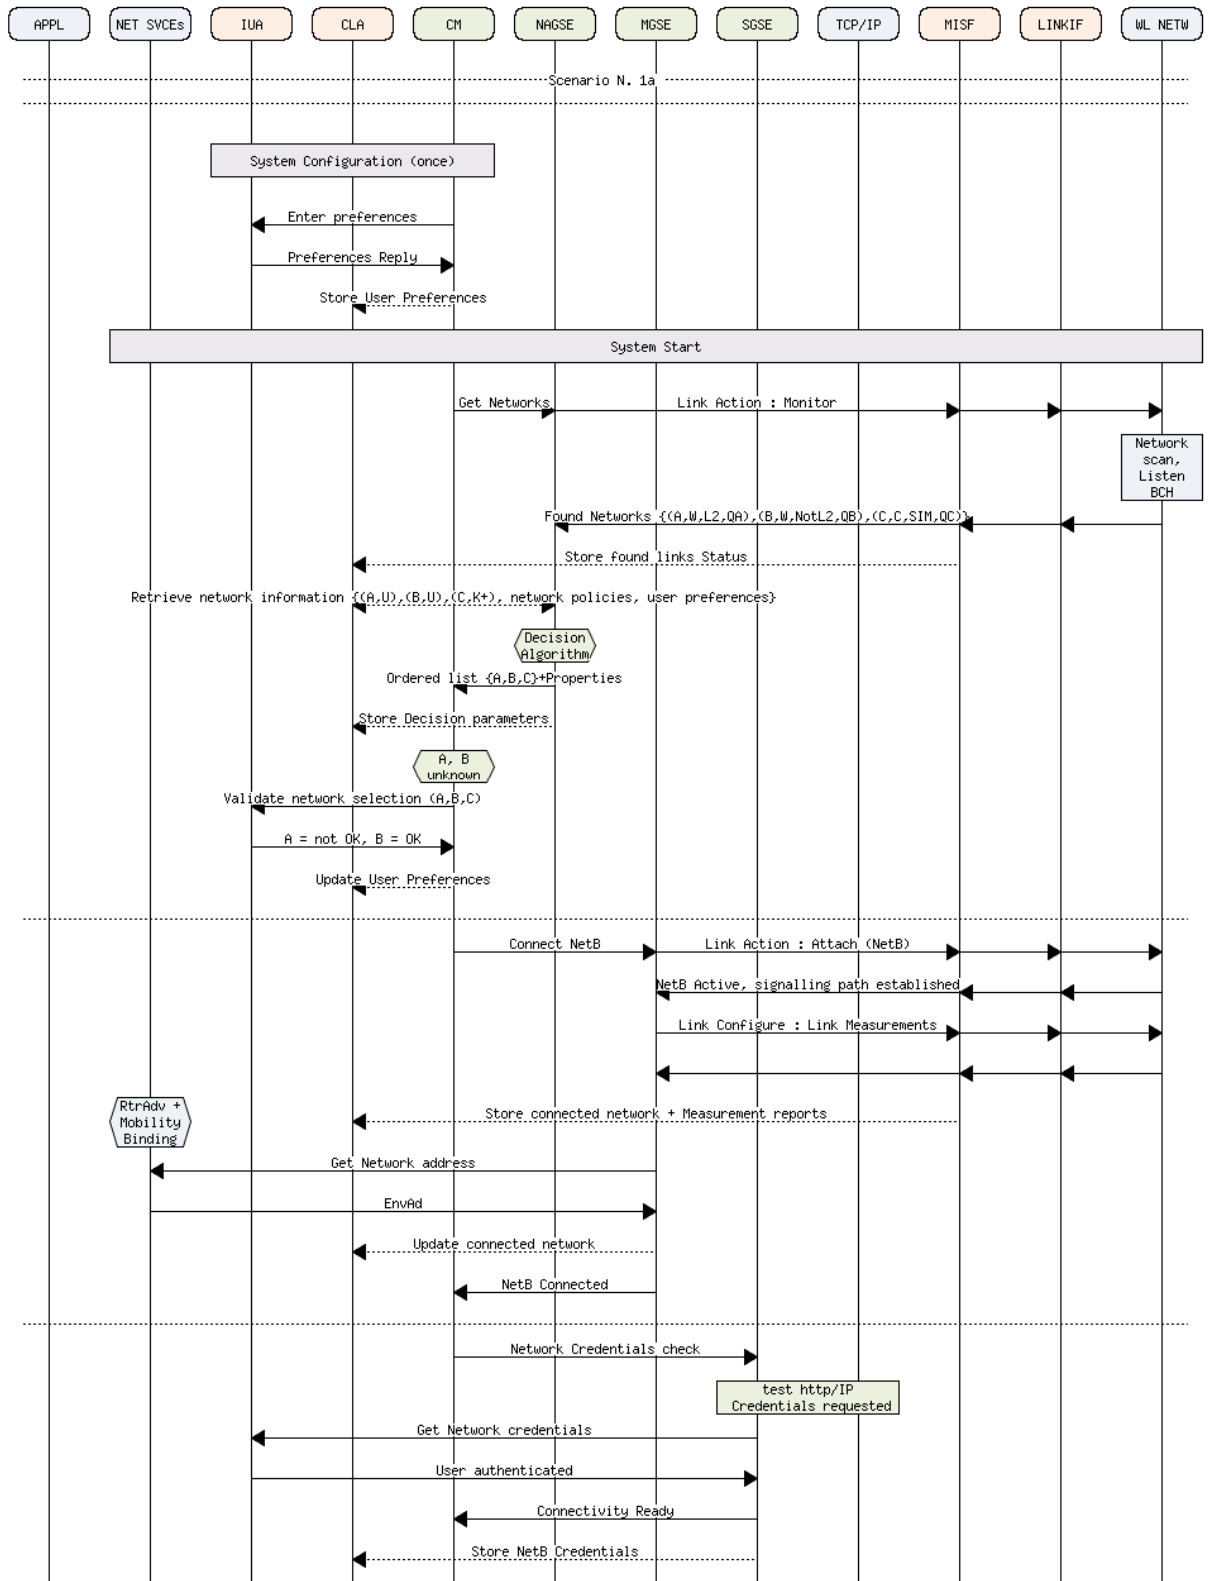 APPL NET SVCEs IUA CLA CM NAGSE MGSE SGSE TCP/IP MISF LINKIF WL NETW
Scenario N. 1a
System Configuration (once)
Enter preferences
Preferences Reply
Store User Preferences
System Start
Get Networks Link Action : Monitor
Network
scan,
Listen
BCH
Found Networks {(A,W,L2,QA),(B,W,NotL2,QB),(C,C,SIM,QC)}
Store found links Status
Retrieve network information {(A,U),(B,U),(C,K+), network policies, user preferences}
Decision
Algorithm
Ordered list {A,B,C}+Properties
Store Decision parameters
A, B
unknown
Validate network selection (A,B,C)
A = not OK, B = OK
Update User Preferences
Connect NetB Link Action : Attach (NetB)
NetB Active, signalling path established
Link Configure : Link Measurements
RtrAdv +
Mobility
Binding
Store connected network + Measurement reports
Get Network address
EnvAd
Update connected network
NetB Connected
Network Credentials check
test http/IP
Credentials requested
Get Network credentials
User authenticated
Connectivity Ready
Store NetB Credentials